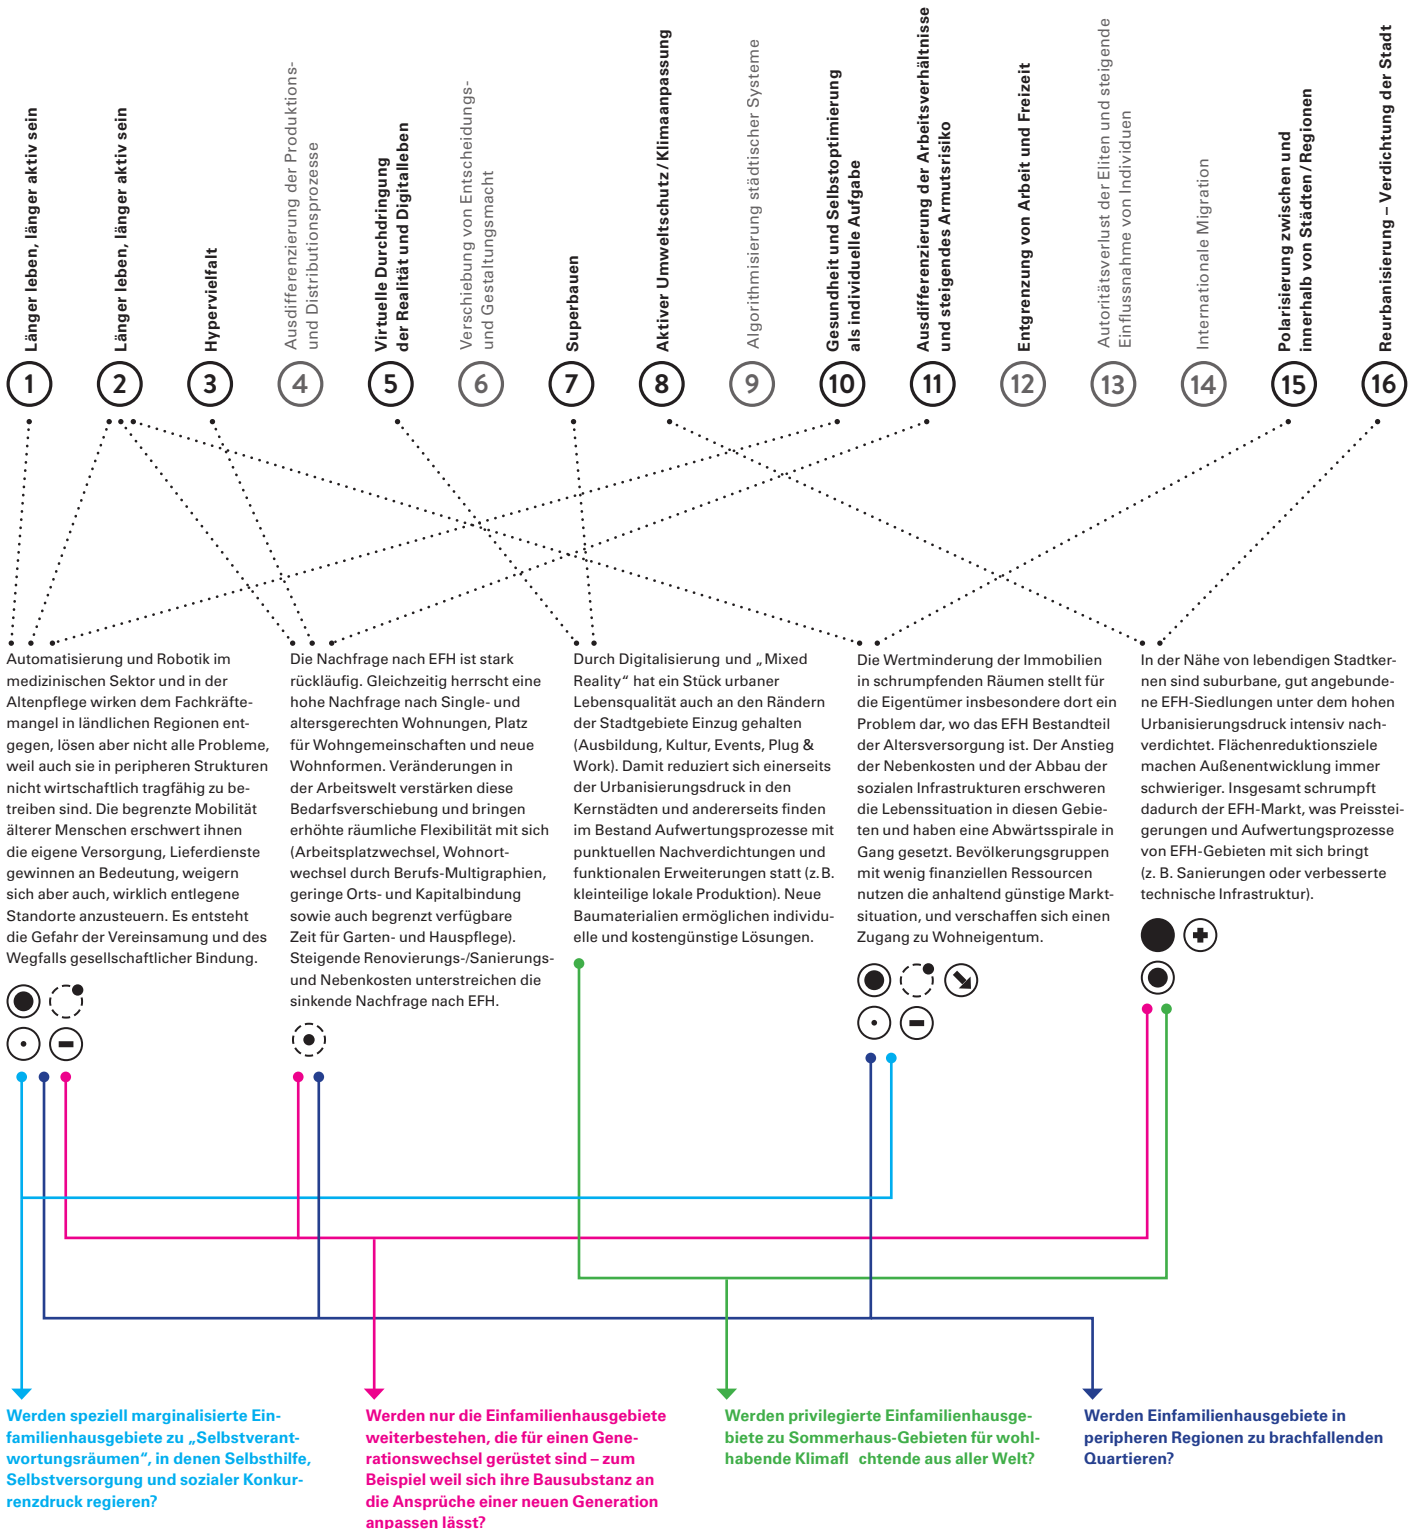 Länger leben, länger aktiv sein
Länger leben, länger aktiv sein
Hypervielfalt
Ausdifferenzierung der Produktions-
und Distributionsprozesse
Virtuelle Durchdringung
der Realität und Digitalleben
Verschiebung von Entscheidungs-
und Gestaltungsmacht
Superbauen
Aktiver Umweltschutz / Klimaanpassung
Algorithmisierung städtischer Systeme
Gesundheit und Selbstoptimierung
als individuelle Aufgabe
Ausdifferenzierung der Arbeitsverhältnisse
und steigendes Armutsrisiko
Entgrenzung von Arbeit und Freizeit
Autoritätsverlust der Eliten und steigende
Einflussnahme von Individuen
Internationale Migration
Polarisierung zwischen und
innerhalb von Städten / Regionen
Reurbanisierung – Verdichtung der Stadt
1 2 3 4 5 6 7 8 9 10 11 12 13 14 15 16
Automatisierung und Robotik im
medizinischen Sektor und in der
Altenpflege wirken dem Fachkräfte-
mangel in ländlichen Regionen ent-
gegen, lösen aber nicht alle Probleme,
weil auch sie in peripheren Strukturen
nicht wirtschaftlich tragfähig zu be-
treiben sind. Die begrenzte Mobilität
älterer Menschen erschwert ihnen
die eigene Versorgung, Lieferdienste
gewinnen an Bedeutung, weigern
sich aber auch, wirklich entlegene
Standorte anzusteuern. Es entsteht
die Gefahr der Vereinsamung und des
Wegfalls gesellschaftlicher Bindung.
Die Nachfrage nach EFH ist stark
rückläufig. Gleichzeitig herrscht eine
hohe Nachfrage nach Single- und
altersgerechten Wohnungen, Platz
für Wohngemeinschaften und neue
Wohnformen. Veränderungen in
der Arbeitswelt verstärken diese
Bedarfsverschiebung und bringen
erhöhte räumliche Flexibilität mit sich
(Arbeitsplatzwechsel, Wohnort-
wechsel durch Berufs-Multigraphien,
geringe Orts- und Kapitalbindung
sowie auch begrenzt verfügbare
Zeit für Garten- und Hauspflege).
Steigende Renovierungs-/Sanierungs-
und Nebenkosten unterstreichen die
sinkende Nachfrage nach EFH.
Durch Digitalisierung und „Mixed
Reality“ hat ein Stück urbaner
Lebensqualität auch an den Rändern
der Stadtgebiete Einzug gehalten
(Ausbildung, Kultur, Events, Plug &
Work). Damit reduziert sich einerseits
der Urbanisierungsdruck in den
Kernstädten und andererseits finden
im Bestand Aufwertungsprozesse mit
punktuellen Nachverdichtungen und
funktionalen Erweiterungen statt (z. B.
kleinteilige lokale Produktion). Neue
Baumaterialien ermöglichen individu-
elle und kostengünstige Lösungen.
Die Wertminderung der Immobilien
in schrumpfenden Räumen stellt für
die Eigentümer insbesondere dort ein
Problem dar, wo das EFH Bestandteil
der Altersversorgung ist. Der Anstieg
der Nebenkosten und der Abbau der
sozialen Infrastrukturen erschweren
die Lebenssituation in diesen Gebie-
ten und haben eine Abwärtsspirale in
Gang gesetzt. Bevölkerungsgruppen
mit wenig finanziellen Ressourcen
nutzen die anhaltend günstige Markt-
situation, und verschaffen sich einen
Zugang zu Wohneigentum.
In der Nähe von lebendigen Stadtker-
nen sind suburbane, gut angebunde-
ne EFH-Siedlungen unter dem hohen
Urbanisierungsdruck intensiv nach-
verdichtet. Flächenreduktionsziele
machen Außenentwicklung immer
schwieriger. Insgesamt schrumpft
dadurch der EFH-Markt, was Preisstei-
gerungen und Aufwertungsprozesse
von EFH-Gebieten mit sich bringt
(z. B. Sanierungen oder verbesserte
technische Infrastruktur).
Werden speziell marginalisierte Ein-
familienhausgebiete zu „Selbstverant-
wortungsräumen“, in denen Selbsthilfe,
Selbstversorgung und sozialer Konkur-
renzdruck regieren?
Werden nur die Einfamilienhausgebiete
weiterbestehen, die für einen Gene-
rationswechsel gerüstet sind – zum
Beispiel weil sich ihre Bausubstanz an
die Ansprüche einer neuen Generation
anpassen lässt?
Werden privilegierte Einfamilienhausge-
biete zu Sommerhaus-Gebieten für wohl-
habende Klimafl chtende aus aller Welt?
Werden Einfamilienhausgebiete in
peripheren Regionen zu brachfallenden
Quartieren?